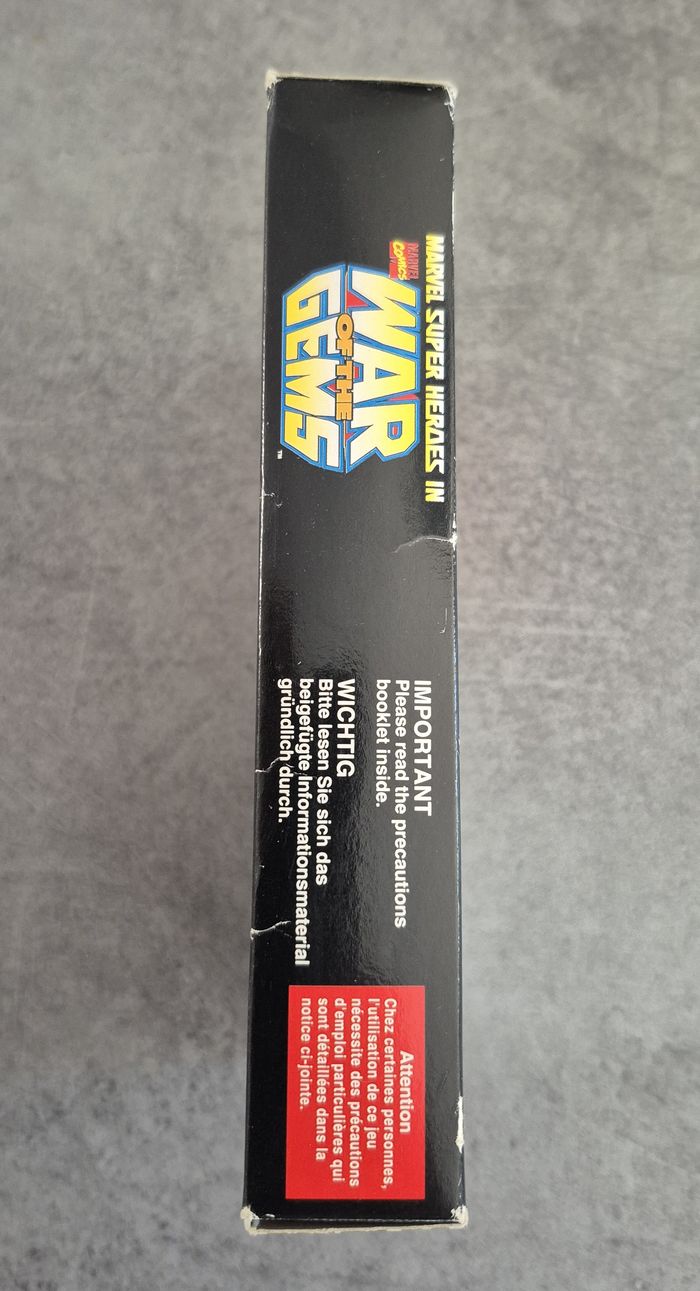 MARVEL SUPER HEROES IN
MARVEL
COMICS
WAR
OF THE
GEMS
TM
IMPORTANT
Please read the precautions
booklet inside.
WICHTIG
Bitte lesen Sie sich das
beigefügte Informationsmaterial
gründlich durch.
Attention
Chez certaines personnes,
l'utilisation de ce jeu
nécessite des précautions
d'emploi particulières qui
sont détaillées dans la
notice ci-jointe.